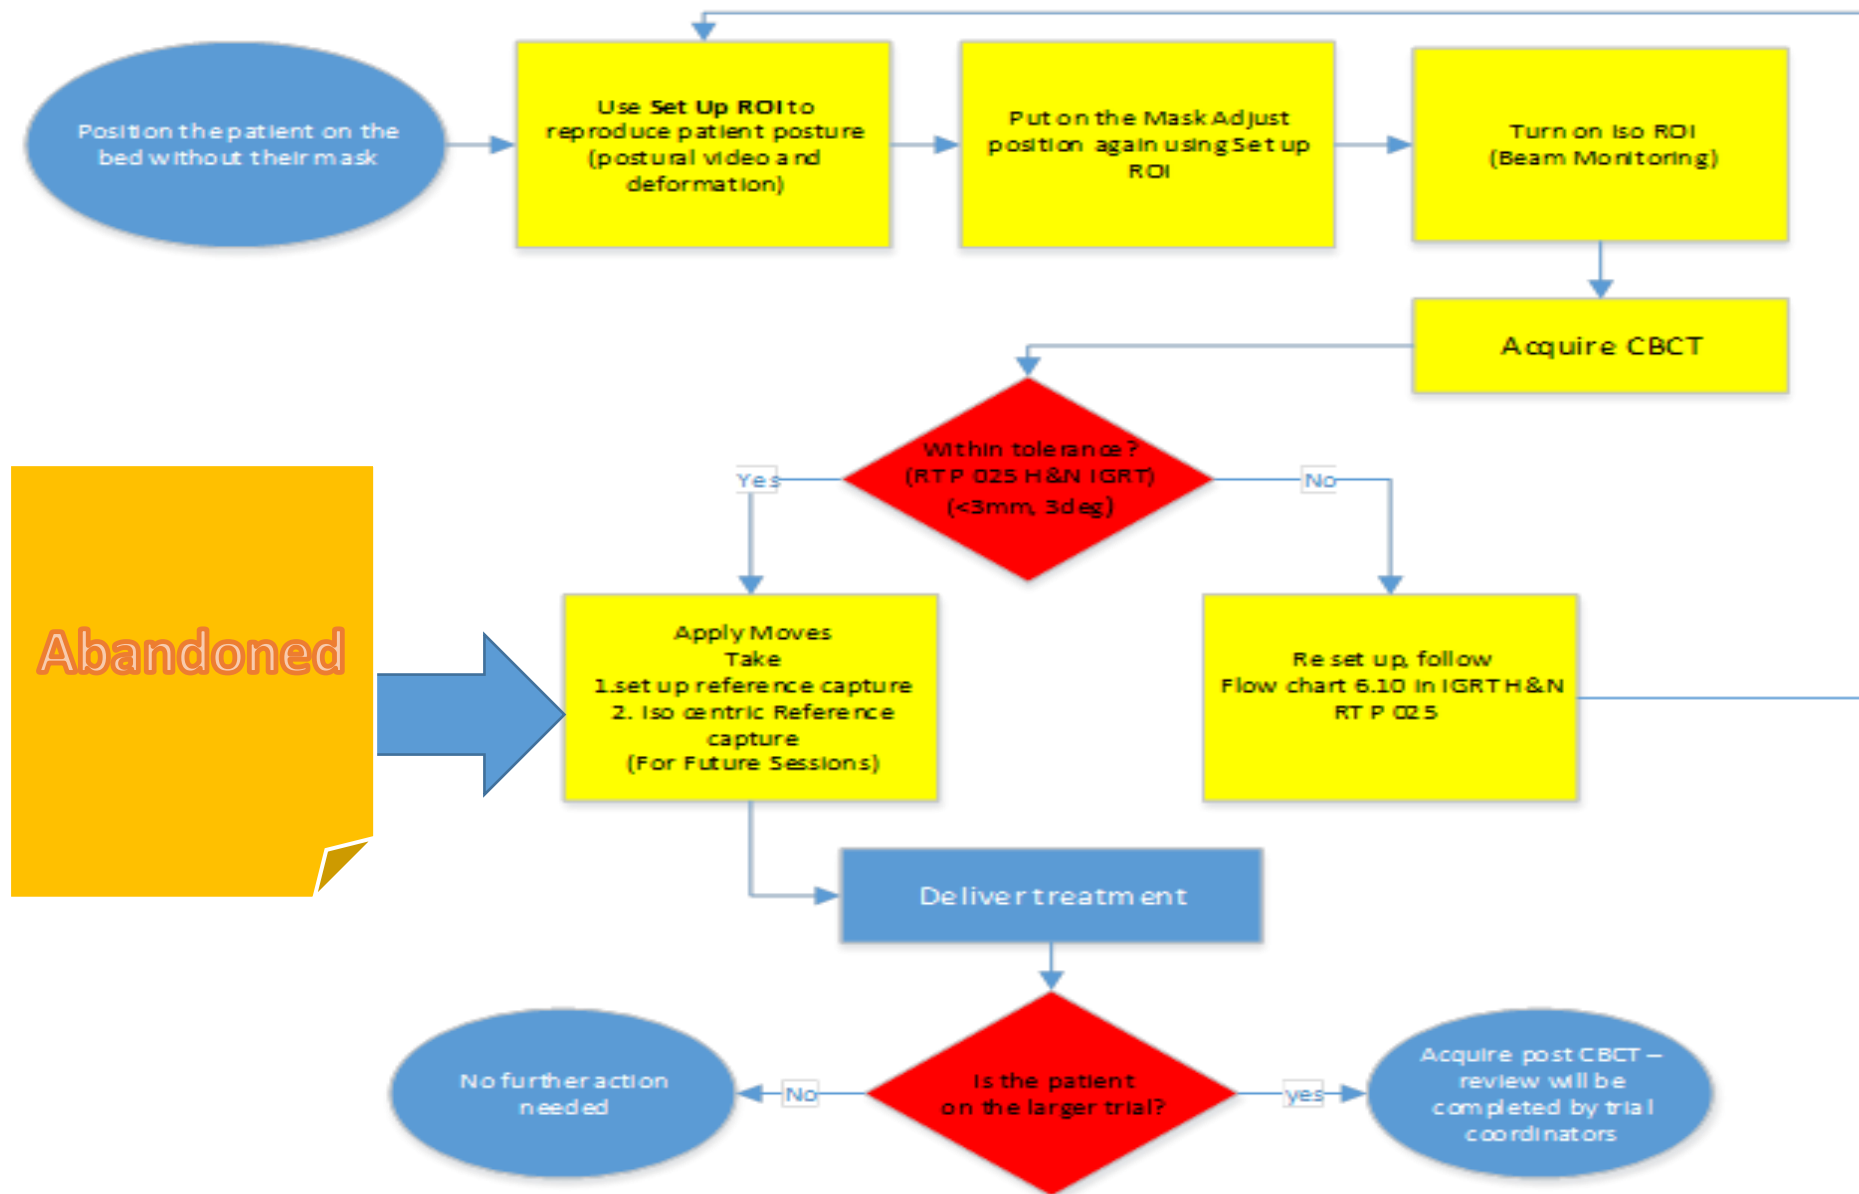 Position the patient on the
bed without their mask
Use Set Up ROI to
reproduce patient posture
(postural video and
deformation)
Put on the Mask Adjust
position again using Set up
ROI
Turn on Iso ROI
(Beam Monitoring)
Acquire CBCT
Within tolerance?
(RT P 025 H&N IGRT)
(<3mm, 3deg)
Yes
No
Abandoned
Apply Moves
Take
1.set up reference capture
2. Iso centric Reference
capture
(For Future Sessions)
Re set up, follow
Flow chart 6.10 in IGRT H&N
RT P 025
Deliver treatment
Is the patient
on the larger trial?
No
yes
No further action
needed
Acquire post CBCT –
review will be
completed by trial
coordinators